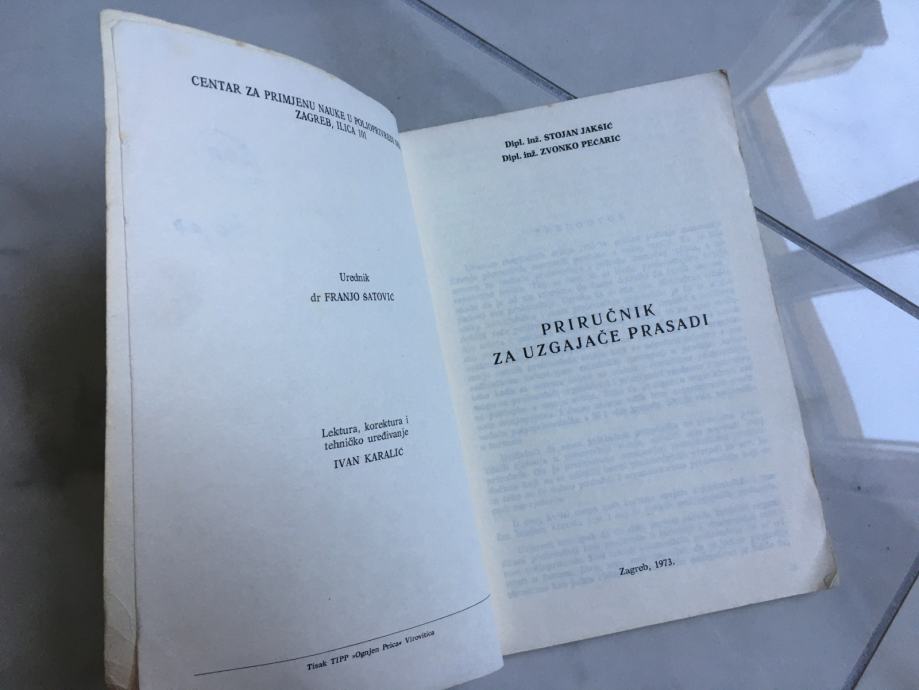 CENTAR ZA PRIMJENU NAUKE U POLJOPRIVREDI
ZAGREB, ILICA 101
Urednik
dr FRANJO SATOVIĆ
Lektura, korektura i
tehničko uređivanje
IVAN KARALIĆ
Tisak TIPP »Ognjen Prica« Virovitica
Dipl. inž. STOJAN JAKSIĆ
Dipl. inž. ZVONKO PEĆARIĆ
PRIRUČNIK
ZA UZGAJAČE PRASADI
Zagreb, 1973.